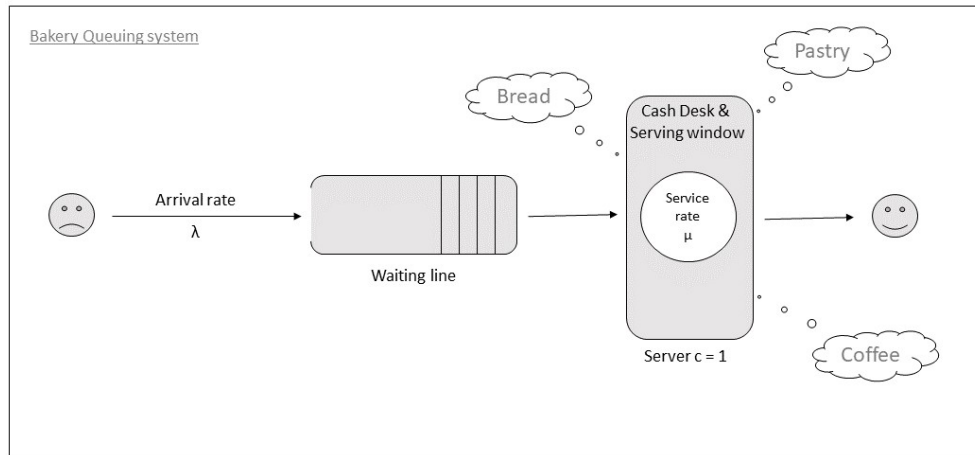 Bakery Queuing system
Pastry
Bread
Cash Desk &
Serving window
Arrival rate
λ
Service
rate
μ
Waiting line
Server c = 1
Coffee